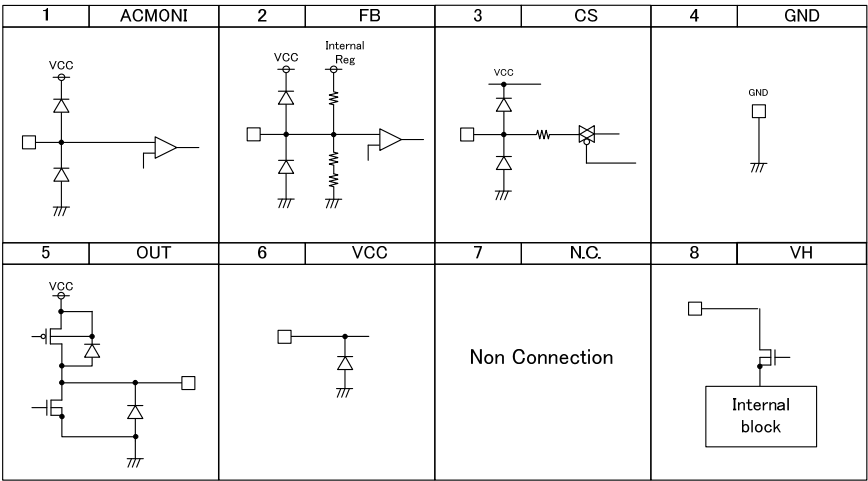 1 ACMONI 2 FB 3 CS 4 GND
VCC
VCC
Internal
Reg
VCC
GND
5 OUT 6 VCC 7 N.C. 8 VH
VCC
Non Connection
Internal
block